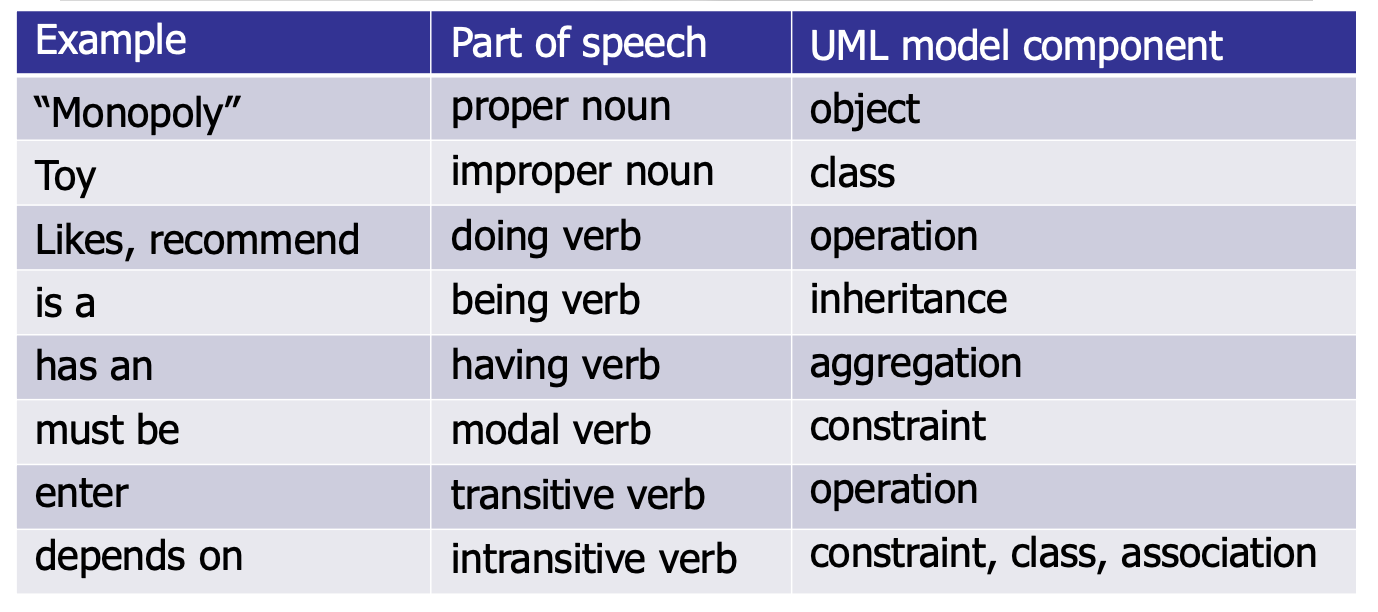 Example Part of speech UML model component
“Monopoly” proper noun object
Toy improper noun class
Likes, recommend doing verb operation
is a being verb inheritance
has an having verb aggregation
must be modal verb constraint
enter transitive verb operation
depends on intransitive verb constraint, class, association